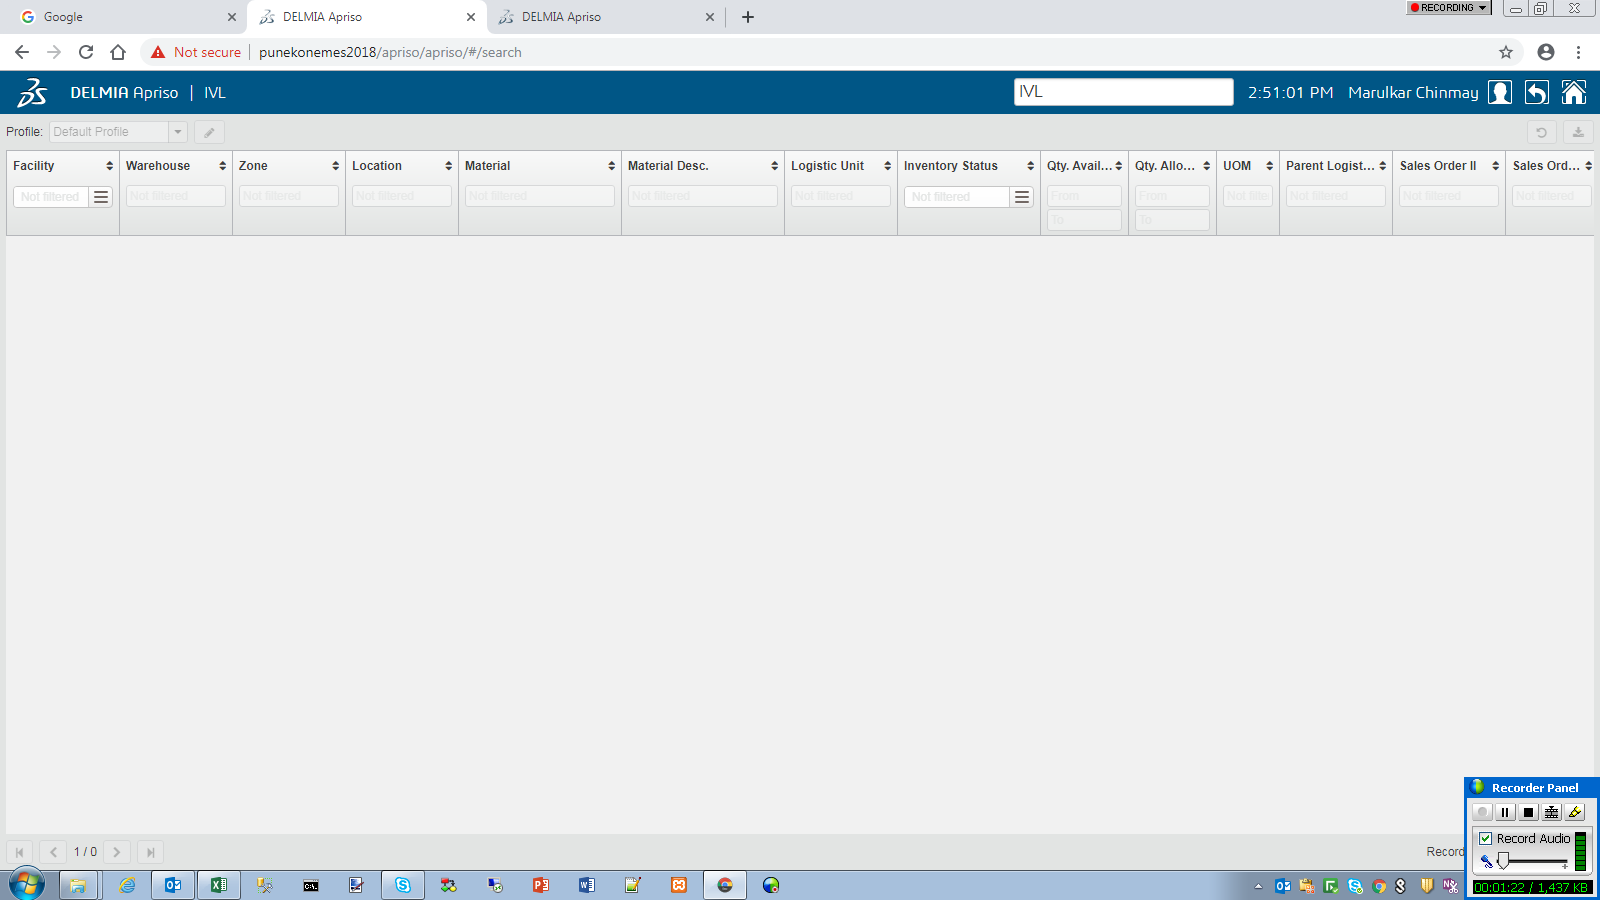 Google
DELMIA Apriso
DELMIA Apriso
RECORDING
Not secure
punekonemes2018/apriso/apriso/#/search
DELMIA Apriso | IVL
IVL
2:51:01 PM
Marulkar Chinmay
Profile:
Default Profile
Facility
Warehouse
Zone
Location
Material
Material Desc.
Logistic Unit
Inventory Status
Qty. Avail...
Qty. Allo...
UOM
Parent Logist...
Sales Order II
Sales Ord...
Not filtered
Not filtered
Not filtered
Not filtered
Not filtered
Not filtered
Not filtered
Not filtered
From
From
Not filte
Not filtered
Not filtered
Not filtered
To
To
Recorder Panel
Record Audio
1 / 0
Record
C:\.
00:01:22 / 1,437 KB